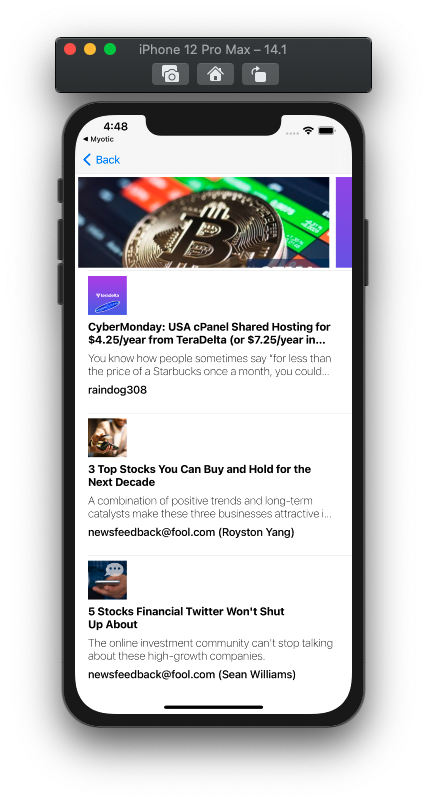 iPhone 12 Pro Max – 14.1
4:48
◀ Myotic
Back
CyberMonday: USA cPanel Shared Hosting for
$4.25/year from TeraDelta (or $7.25/year in...
You know how people sometimes say “for less than
the price of a Starbucks once a month, you could...
raindog308
3 Top Stocks You Can Buy and Hold for the
Next Decade
A combination of positive trends and long-term
catalysts make these three businesses attractive i...
newsfeedback@fool.com (Royston Yang)
5 Stocks Financial Twitter Won't Shut
Up About
The online investment community can't stop talking
about these high-growth companies.
newsfeedback@fool.com (Sean Williams)